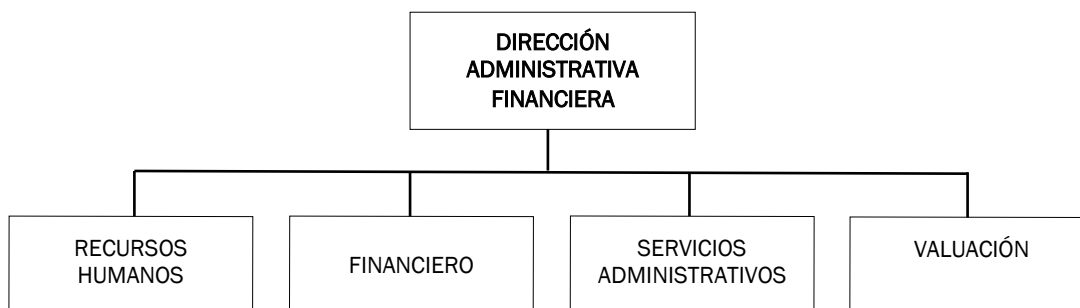 DIRECCIÓN
ADMINISTRATIVA
FINANCIERA
RECURSOS
HUMANOS
FINANCIERO
SERVICIOS
ADMINISTRATIVOS
VALUACIÓN